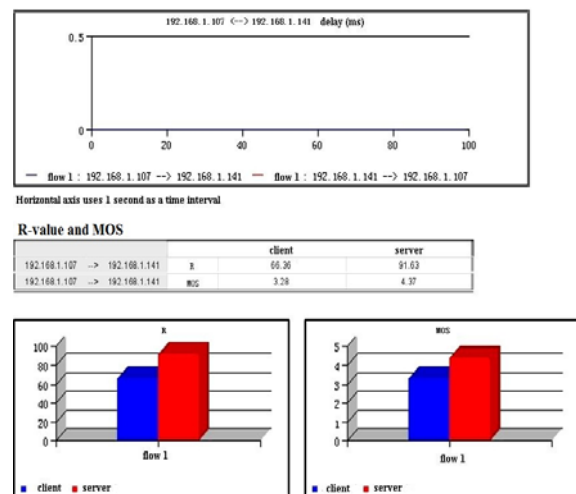 192.168.1.107 <--> 192.168.1.141 delay (ms)
0.5
0
0 20 40 60 80 100
flow 1 : 192.168.1.107 --> 192.168.1.141 flow 1 : 192.168.1.141 --> 192.168.1.107
Horizontal axis uses 1 second as a time interval
R-value and MOS
client server
192.168.1.107 --> 192.168.1.141 R 66.36 91.63
192.168.1.107 --> 192.168.1.141 MOS 3.28 4.37
R
100
80
60
40
20
0
flow 1
client server
MOS
5
4
3
2
1
0
flow 1
client server